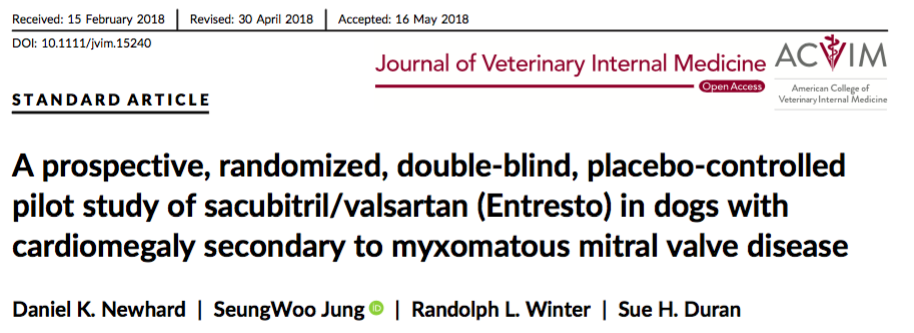 Received: 15 February 2018 | Revised: 30 April 2018 | Accepted: 16 May 2018
DOI: 10.1111/jvim.15240
Journal of Veterinary Internal Medicine
Open Access
ACVIM
American College of
Veterinary Internal Medicine
STANDARD ARTICLE
A prospective, randomized, double-blind, placebo-controlled
pilot study of sacubitril/valsartan (Entresto) in dogs with
cardiomegaly secondary to myxomatous mitral valve disease
Daniel K. Newhard | SeungWoo Jung iD | Randolph L. Winter | Sue H. Duran